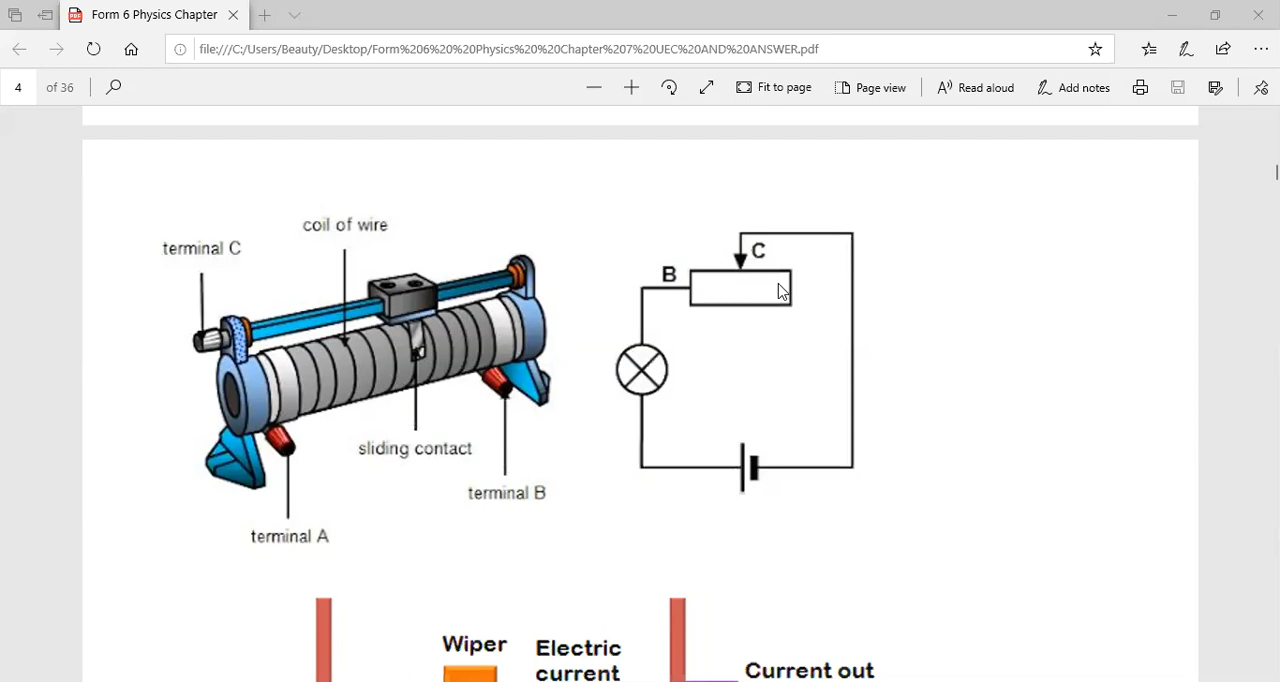 Form 6 Physics Chapter
file:///C:/Users/Beauty/Desktop/Form%206%20%20Physics%20%20Chapter%207%20UEC%20AND%20ANSWER.pdf
4 of 36
Fit to page
Page view
Read aloud
Add notes
coil of wire
terminal C
sliding contact
terminal B
terminal A
C
B
Wiper
Electric
current
Current out